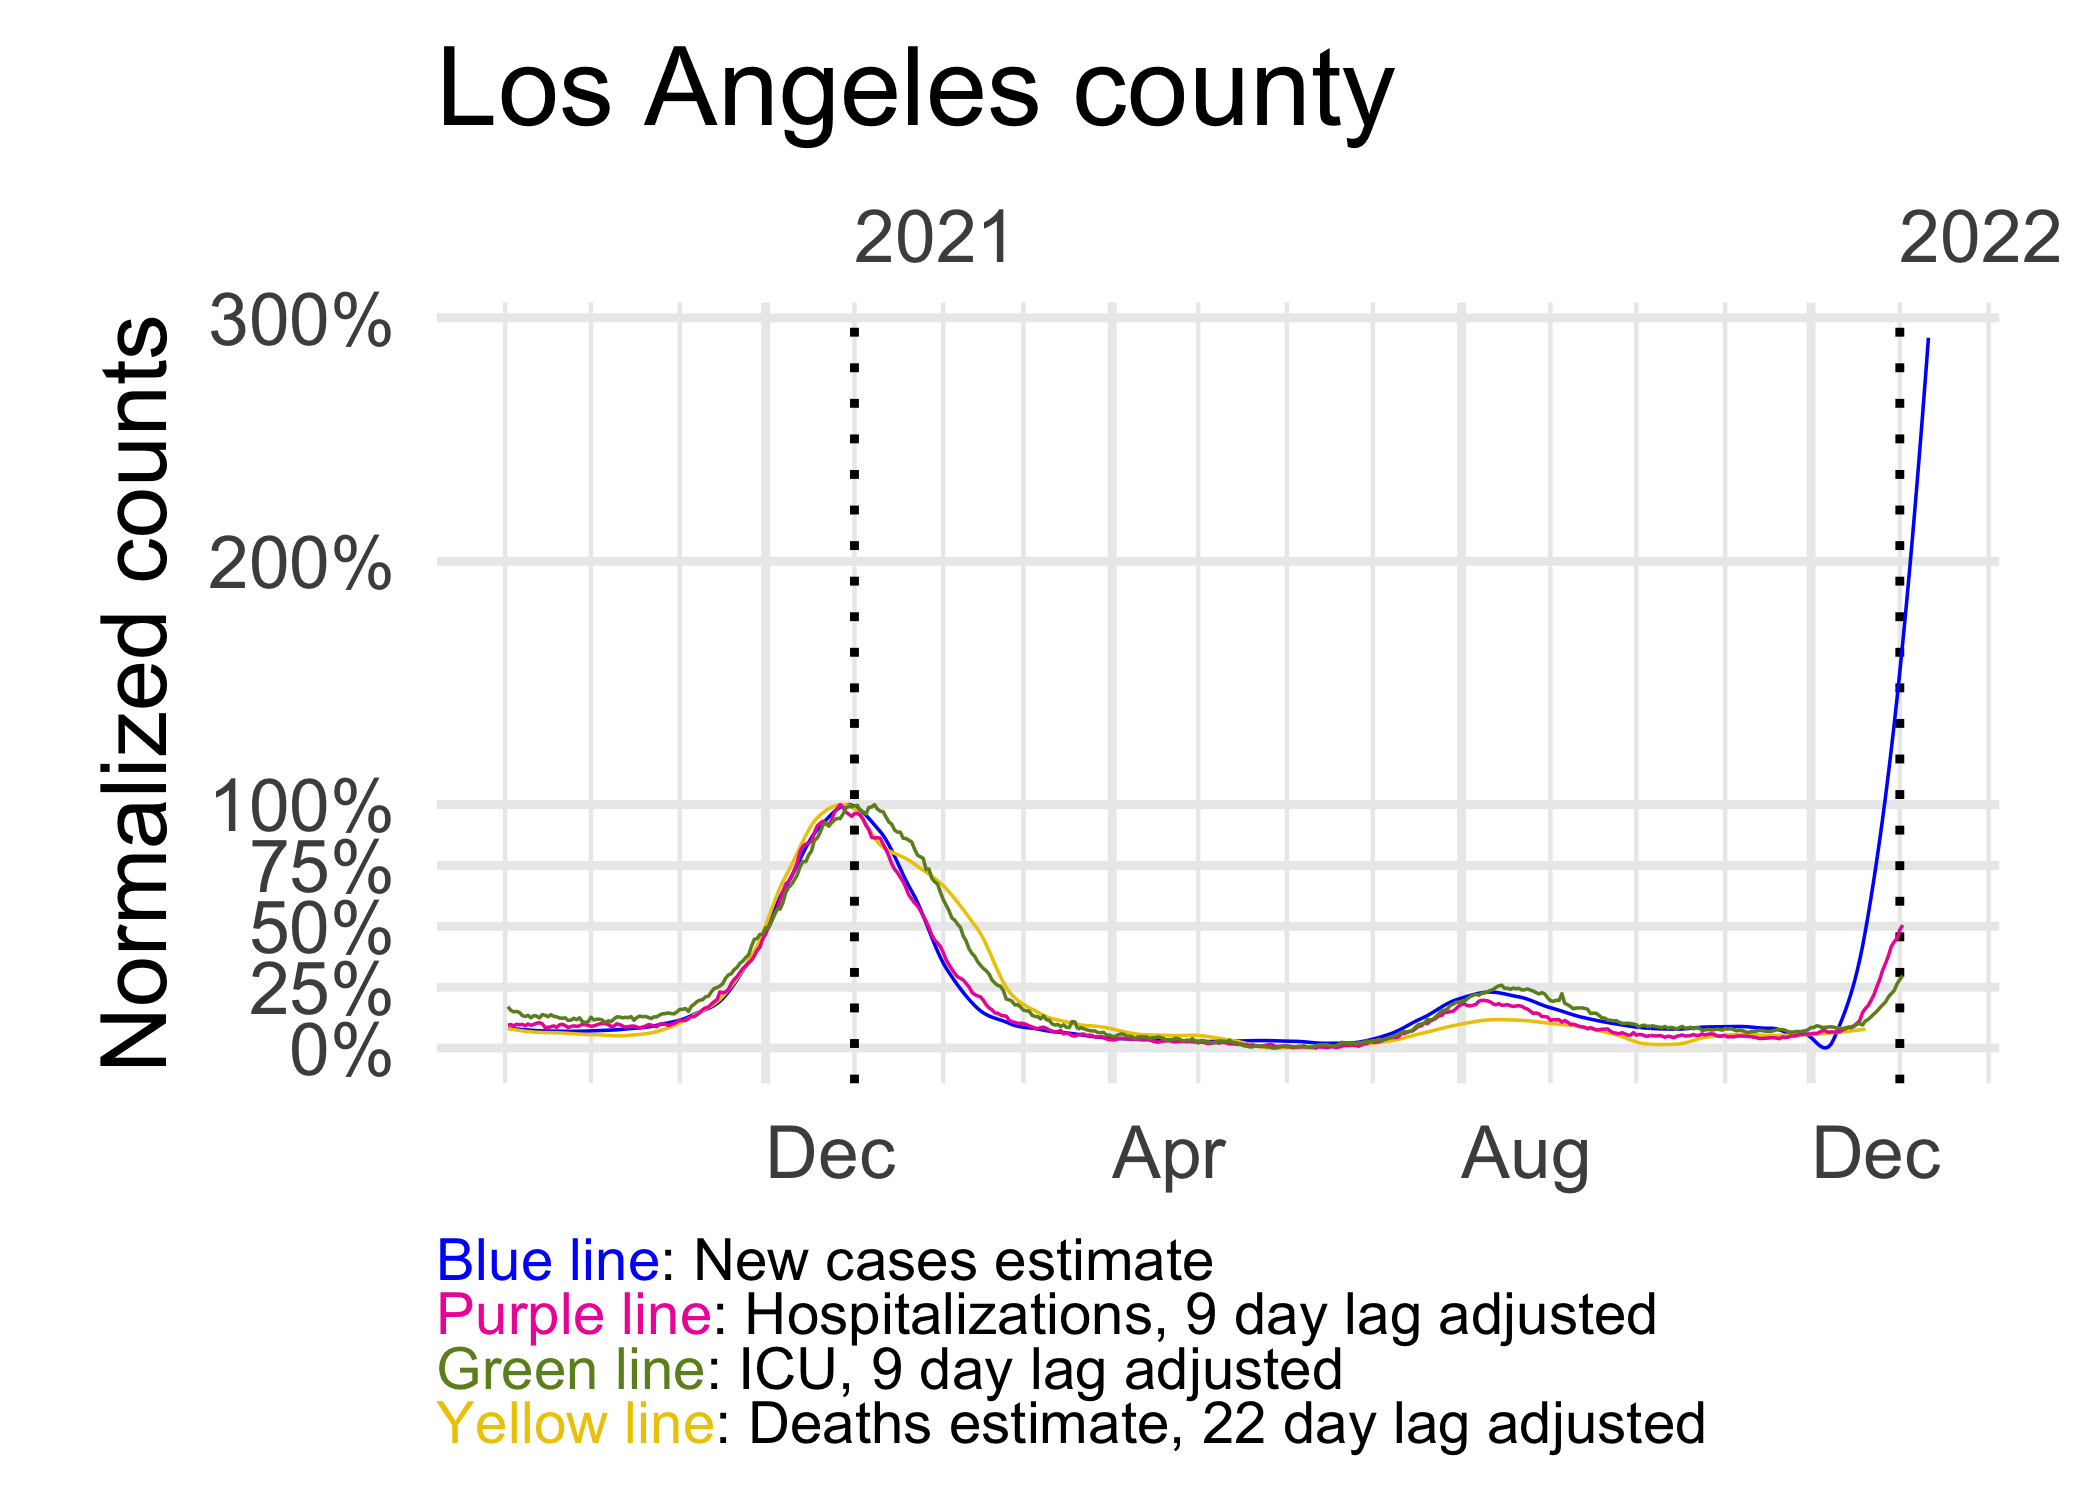 Los Angeles county
2021 2022
Normalized counts
300%
200%
100%
75%
50%
25%
0%
Dec Apr Aug Dec
Blue line: New cases estimate
Purple line: Hospitalizations, 9 day lag adjusted
Green line: ICU, 9 day lag adjusted
Yellow line: Deaths estimate, 22 day lag adjusted